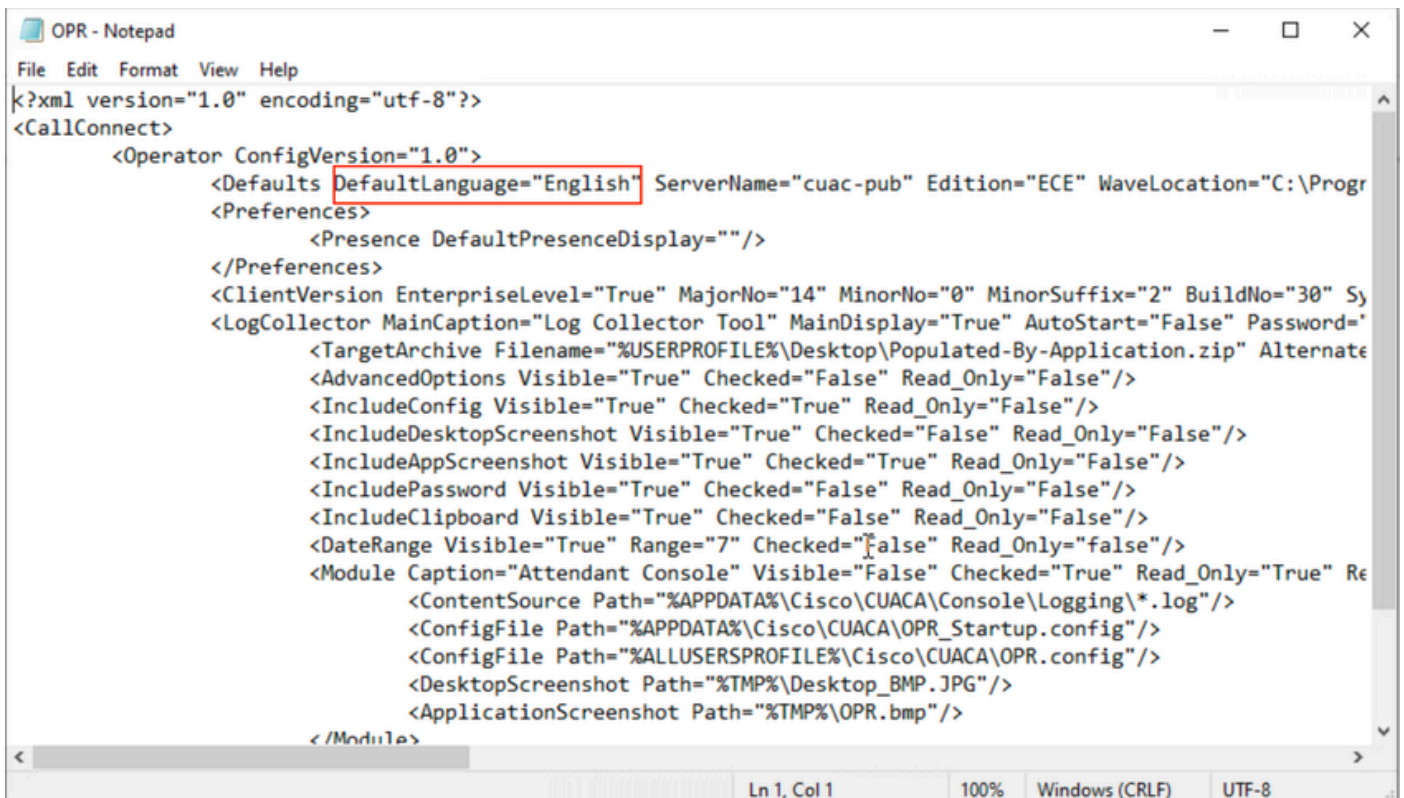 OPR - Notepad
File Edit Format View Help
<?xml version="1.0" encoding="utf-8"?>
<CallConnect>
<Operator ConfigVersion="1.0">
<Defaults DefaultLanguage="English" ServerName="cuac-pub" Edition="ECE" WaveLocation="C:\Progr
<Preferences>
<Presence DefaultPresenceDisplay=""/>
</Preferences>
<ClientVersion EnterpriseLevel="True" MajorNo="14" MinorNo="0" MinorSuffix="2" BuildNo="30" Sy
<LogCollector MainCaption="Log Collector Tool" MainDisplay="True" AutoStart="False" Password="
<TargetArchive Filename="%USERPROFILE%\Desktop\Populated-By-Application.zip" Alternate
<AdvancedOptions Visible="True" Checked="False" Read_Only="False"/>
<IncludeConfig Visible="True" Checked="True" Read_Only="False"/>
<IncludeDesktopScreenshot Visible="True" Checked="False" Read_Only="False"/>
<IncludeAppScreenshot Visible="True" Checked="True" Read_Only="False"/>
<IncludePassword Visible="True" Checked="False" Read_Only="False"/>
<IncludeClipboard Visible="True" Checked="False" Read_Only="False"/>
<DateRange Visible="True" Range="7" Checked="False" Read_Only="false"/>
<Module Caption="Attendant Console" Visible="False" Checked="True" Read_Only="True" Re
<ContentSource Path="%APPDATA%\Cisco\CUACA\Console\Logging\*.log"/>
<ConfigFile Path="%APPDATA%\Cisco\CUACA\OPR_Startup.config"/>
<ConfigFile Path="%ALLUSERSPROFILE%\Cisco\CUACA\OPR.config"/>
<DesktopScreenshot Path="%TMP%\Desktop_BMP.JPG"/>
<ApplicationScreenshot Path="%TMP%\OPR.bmp"/>
</Module>
Ln 1, Col 1 100% Windows (CRLF) UTF-8